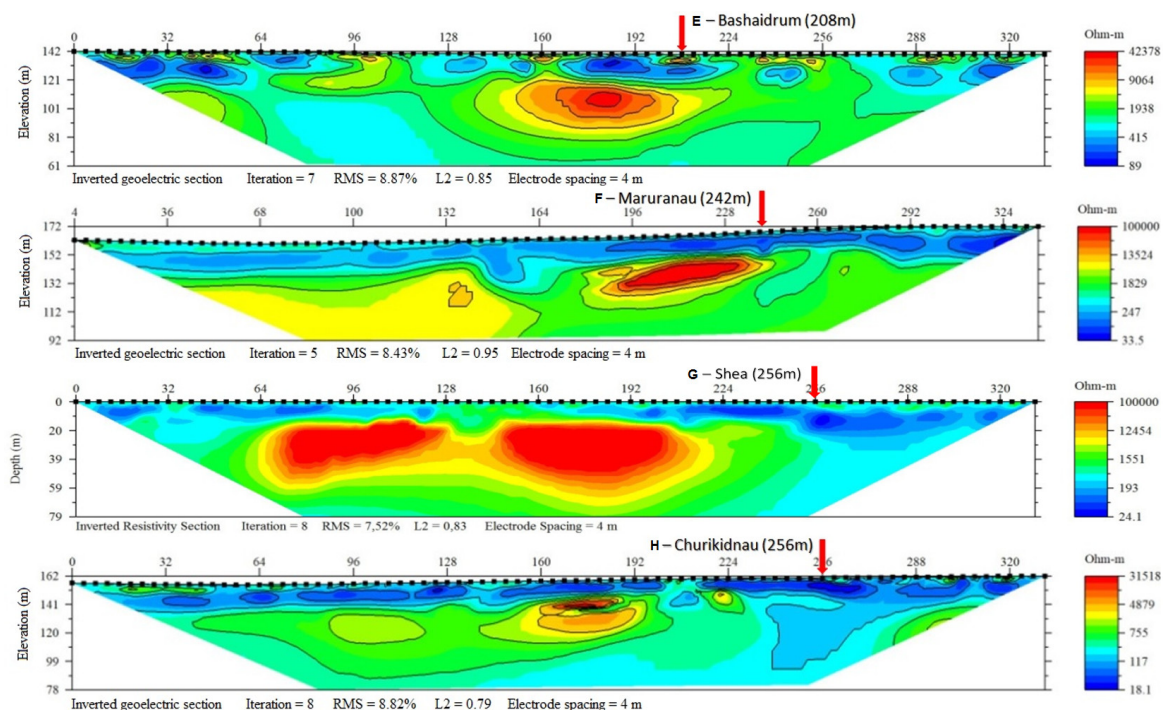 E – Bashaidrum (208m)
0 32 64 96 128 160 192 224 256 288 320
Ohm-m
142
121
101
81
61
Elevation (m)
42378
9064
1938
415
89
Inverted geoelectric section Iteration = 7 RMS = 8.87% L2 = 0.85 Electrode spacing = 4 m
F – Maruranau (242m)
4 36 68 100 132 164 196 228 260 292 324
Ohm-m
172
152
132
112
92
Elevation (m)
100000
13524
1829
247
33.5
Inverted geoelectric section Iteration = 5 RMS = 8.43% L2 = 0.95 Electrode spacing = 4 m
G – Shea (256m)
0 32 64 96 128 160 192 224 256 288 320
Ohm-m
0
20
39
59
79
Depth (m)
100000
12454
1551
193
24.1
Inverted Resistivity Section Iteration = 8 RMS = 7,52% L2 = 0,83 Electrode Spacing = 4 m
H – Churikidnau (256m)
0 32 64 96 128 160 192 224 256 288 320
Ohm-m
162
141
120
99
78
Elevation (m)
31518
4879
755
117
18.1
Inverted geoelectric section Iteration = 8 RMS = 8.82% L2 = 0.79 Electrode spacing = 4 m